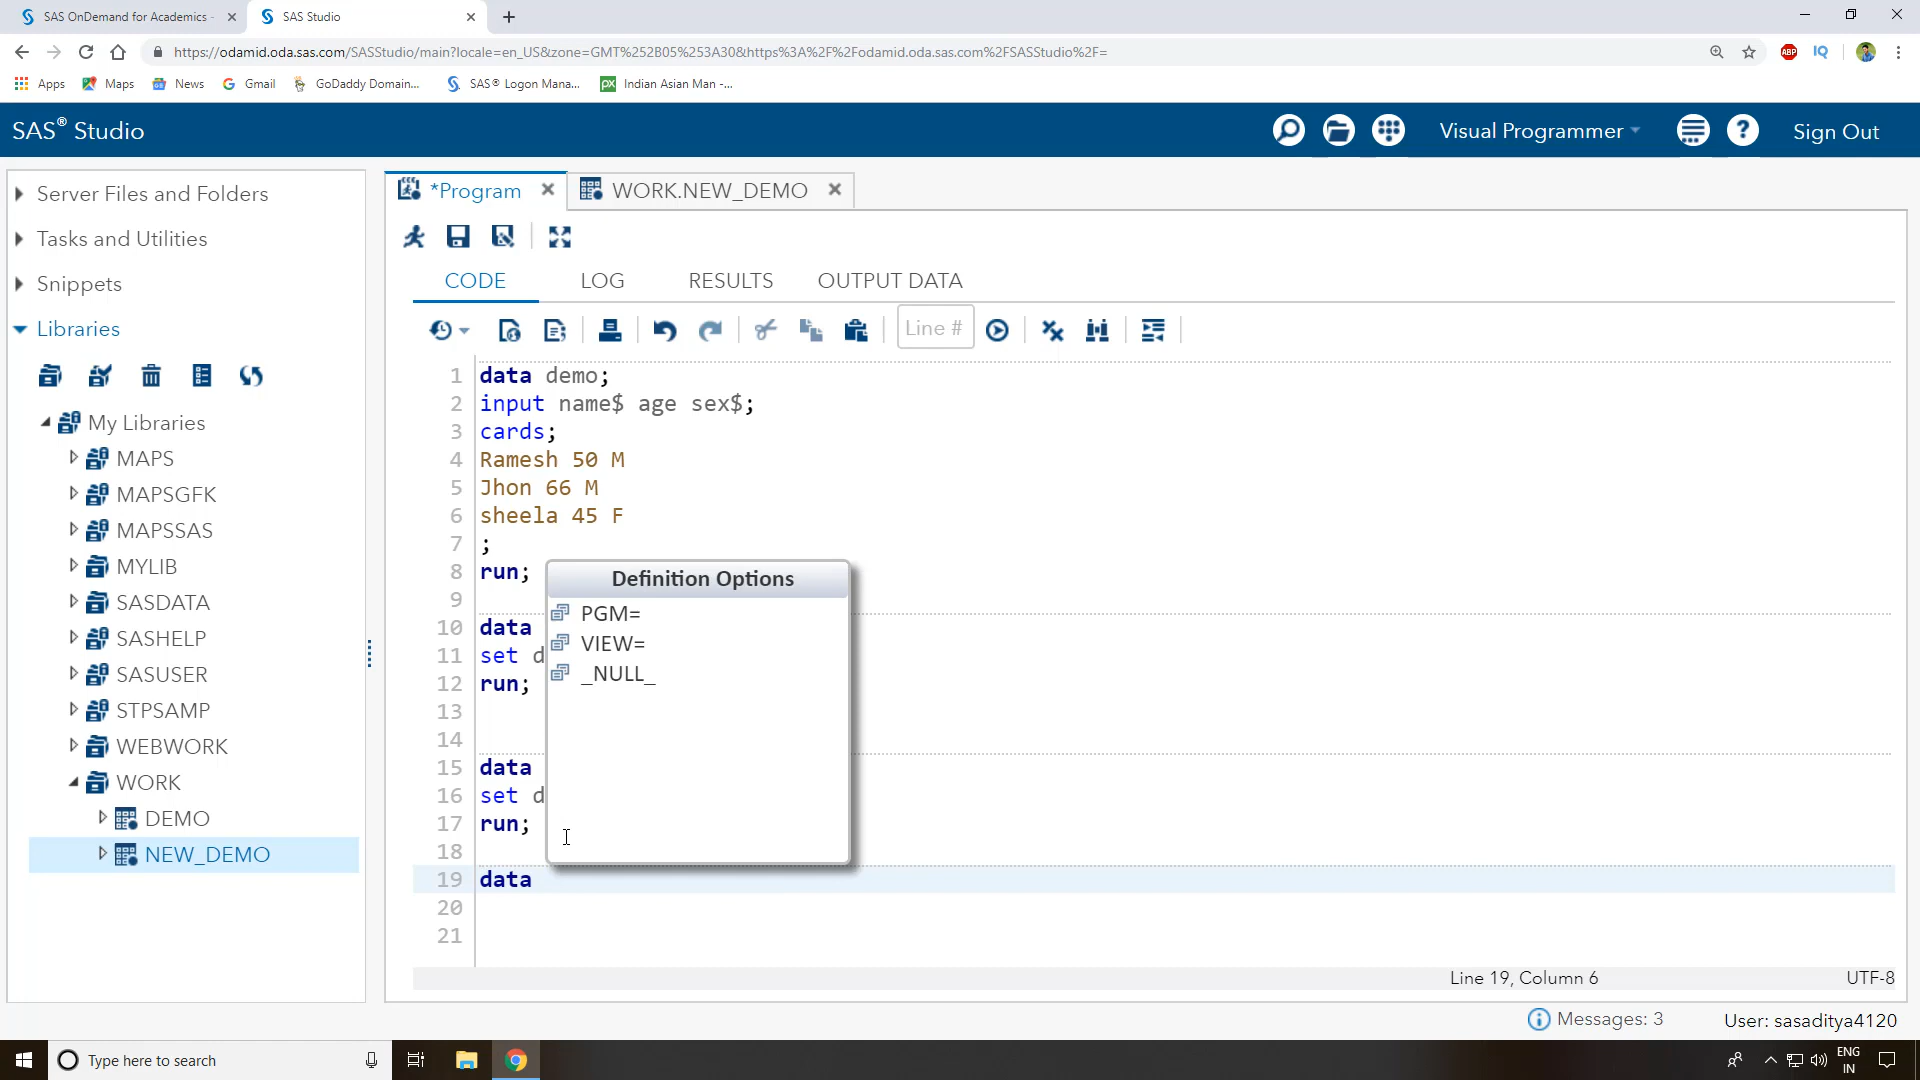 SAS OnDemand for Academics -
SAS Studio
https://odamid.oda.sas.com/SASStudio/main?locale=en_US&zone=GMT%252B05%253A30&https%3A%2F%2Fodamid.oda.sas.com%2FSASStudio%2F=
ABP
IQ
Apps
Maps
News
Gmail
GoDaddy Domain...
SAS® Logon Mana...
px
Indian Asian Man -...
SAS® Studio
Visual Programmer
?
Sign Out
Server Files and Folders
Tasks and Utilities
Snippets
Libraries
My Libraries
MAPS
MAPSGFK
MAPSSAS
MYLIB
SASDATA
SASHELP
SASUSER
STPSAMP
WEBWORK
WORK
DEMO
NEW_DEMO
*Program
WORK.NEW_DEMO
CODE
LOG
RESULTS
OUTPUT DATA
Line #
1 data demo;
2 input name$ age sex$;
3 cards;
4 Ramesh 50 M
5 Jhon 66 M
6 sheela 45 F
7 ;
8 run;
9
10 data
11 set d
12 run;
13
14
15 data
16 set d
17 run;
18
19 data
20
21
Definition Options
PGM=
VIEW=
_NULL_
Line 19, Column 6
UTF-8
Messages: 3
User: sasaditya4120
Type here to search
ENG
IN